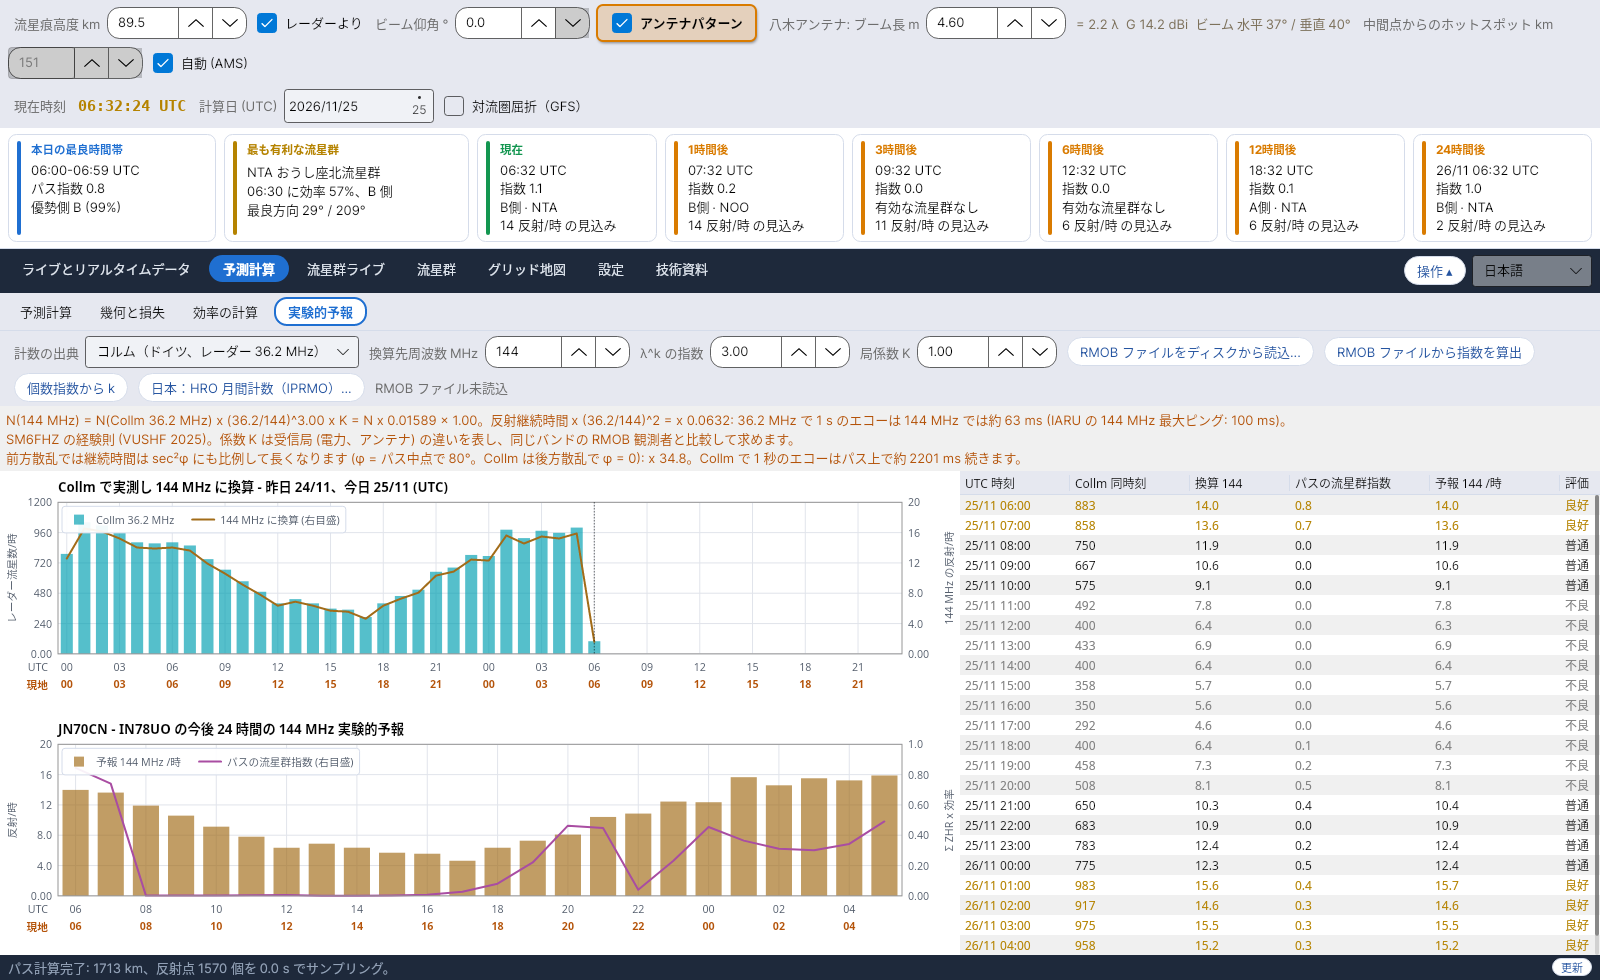 流星痕高度 km 89.5 レーダーより ビーム仰角 ° 0.0 アンテナパターン 八木アンテナ: ブーム長 m 4.60 = 2.2 λ G 14.2 dBi ビーム 水平 37° / 垂直 40° 中間点からのホットスポット km
151 自動 (AMS)
現在時刻 06:32:24 UTC 計算日 (UTC) 2026/11/25 25 対流圏屈折（GFS）
本日の最良時間帯
06:00-06:59 UTC
パス指数 0.8
優勢側 B (99%)
最も有利な流星群
NTA おうし座北流星群
06:30 に効率 57%、B 側
最良方向 29° / 209°
現在
06:32 UTC
指数 1.1
B側 · NTA
14 反射/時 の見込み
1時間後
07:32 UTC
指数 0.2
B側 · NOO
14 反射/時 の見込み
3時間後
09:32 UTC
指数 0.0
有効な流星群なし
11 反射/時 の見込み
6時間後
12:32 UTC
指数 0.0
有効な流星群なし
6 反射/時 の見込み
12時間後
18:32 UTC
指数 0.1
A側 · NTA
6 反射/時 の見込み
24時間後
26/11 06:32 UTC
指数 1.0
B側 · NTA
2 反射/時 の見込み
ライブとリアルタイムデータ 予測計算 流星群ライブ 流星群 グリッド地図 設定 技術資料 操作 ▴ 日本語
予測計算 幾何と損失 効率の計算 実験的予報
計数の出典 コルム（ドイツ、レーダー 36.2 MHz） 換算先周波数 MHz 144 λ^k の指数 3.00 局係数 K 1.00 RMOB ファイルをディスクから読込... RMOB ファイルから指数を算出
個数指数から k 日本：HRO 月間計数（IPRMO）... RMOB ファイル未読込
N(144 MHz) = N(Collm 36.2 MHz) x (36.2/144)^3.00 x K = N x 0.01589 × 1.00。反射継続時間 x (36.2/144)^2 = x 0.0632: 36.2 MHz で 1 s のエコーは 144 MHz では約 63 ms (IARU の 144 MHz 最大ピング: 100 ms)。
SM6FHZ の経験則 (VUSHF 2025)。係数 K は受信局 (電力、アンテナ) の違いを表し、同じバンドの RMOB 観測者と比較して求めます。
前方散乱では継続時間は sec²φ にも比例して長くなります (φ = パス中点で 80°。Collm は後方散乱で φ = 0): x 34.8。Collm で 1 秒のエコーはパス上で約 2201 ms 続きます。
Collm で実測し 144 MHz に換算 - 昨日 24/11、今日 25/11 (UTC)
Collm 36.2 MHz 144 MHz に換算 (右目盛)
レーダー流星数/時
1200
960
720
480
240
0.00
20
16
12
8.0
4.0
0.00
144 MHz の反射/時
UTC 00 03 06 09 12 15 18 21 00 03 06 09 12 15 18 21
現地 00 03 06 09 12 15 18 21 00 03 06 09 12 15 18 21
JN70CN - IN78UO の今後 24 時間の 144 MHz 実験的予報
予報 144 MHz /時 パスの流星群指数 (右目盛)
反射/時
20
16
12
8.0
4.0
0.00
1.0
0.80
0.60
0.40
0.20
0.00
Σ ZHR x 効率
UTC 06 08 10 12 14 16 18 20 22 00 02 04
現地 06 08 10 12 14 16 18 20 22 00 02 04
UTC 時刻 Collm 同時刻 換算 144 パスの流星群指数 予報 144 /時 評価
25/11 06:00 883 14.0 0.8 14.0 良好
25/11 07:00 858 13.6 0.7 13.6 良好
25/11 08:00 750 11.9 0.0 11.9 普通
25/11 09:00 667 10.6 0.0 10.6 普通
25/11 10:00 575 9.1 0.0 9.1 普通
25/11 11:00 492 7.8 0.0 7.8 不良
25/11 12:00 400 6.4 0.0 6.3 不良
25/11 13:00 433 6.9 0.0 6.9 不良
25/11 14:00 400 6.4 0.0 6.4 不良
25/11 15:00 358 5.7 0.0 5.7 不良
25/11 16:00 350 5.6 0.0 5.6 不良
25/11 17:00 292 4.6 0.0 4.6 不良
25/11 18:00 400 6.4 0.1 6.4 不良
25/11 19:00 458 7.3 0.2 7.3 不良
25/11 20:00 508 8.1 0.5 8.1 不良
25/11 21:00 650 10.3 0.4 10.4 普通
25/11 22:00 683 10.9 0.0 10.9 普通
25/11 23:00 783 12.4 0.2 12.4 普通
26/11 00:00 775 12.3 0.5 12.4 普通
26/11 01:00 983 15.6 0.4 15.7 良好
26/11 02:00 917 14.6 0.3 14.6 良好
26/11 03:00 975 15.5 0.3 15.5 良好
26/11 04:00 958 15.2 0.3 15.2 良好
パス計算完了: 1713 km、反射点 1570 個を 0.0 s でサンプリング。 更新